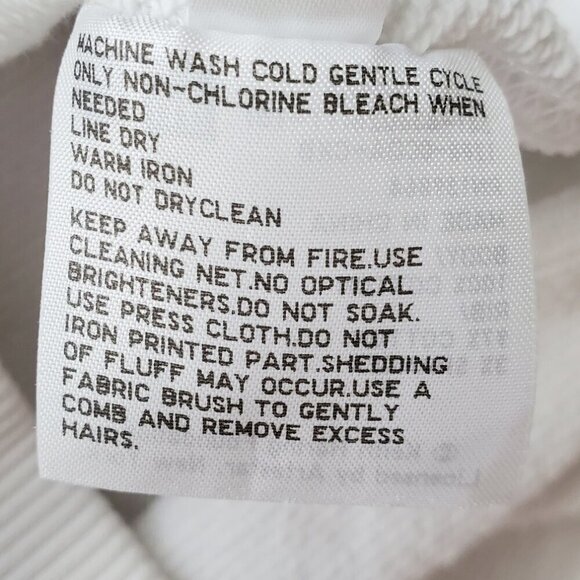 MACHINE WASH COLD GENTLE CYCLE
ONLY NON-CHLORINE BLEACH WHEN
NEEDED
LINE DRY
WARM IRON
DO NOT DRYCLEAN
KEEP AWAY FROM FIRE.USE
CLEANING NET.NO OPTICAL
BRIGHTENERS.DO NOT SOAK.
USE PRESS CLOTH.DO NOT
IRON PRINTED PART.SHEDDING
OF FLUFF MAY OCCUR.USE A
FABRIC BRUSH TO GENTLY
COMB AND REMOVE EXCESS
HAIRS.